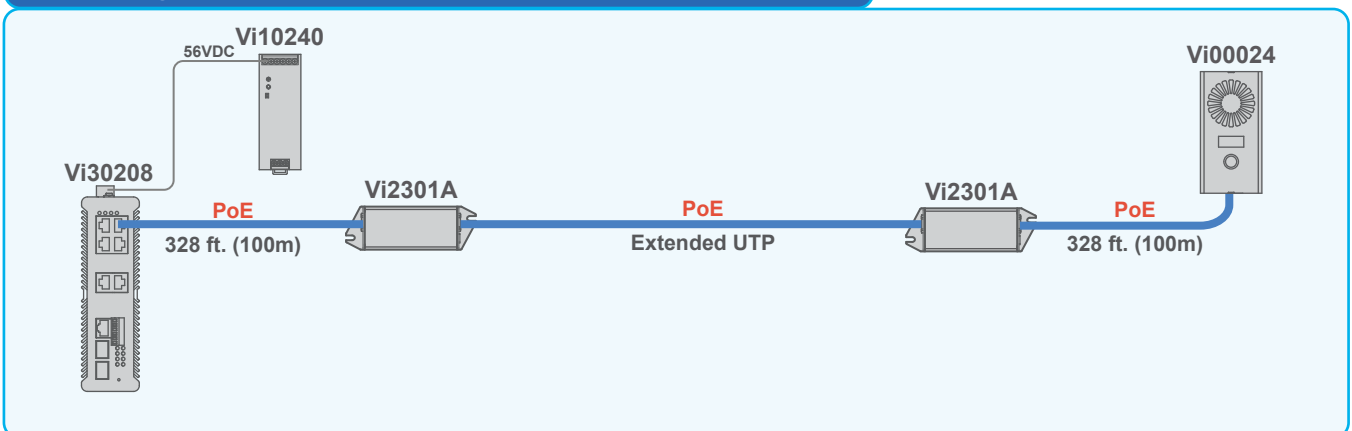 Vi10240
56VDC
Vi00024
Vi30208
Vi2301A
Vi2301A
PoE
PoE
PoE
328 ft. (100m)
Extended UTP
328 ft. (100m)